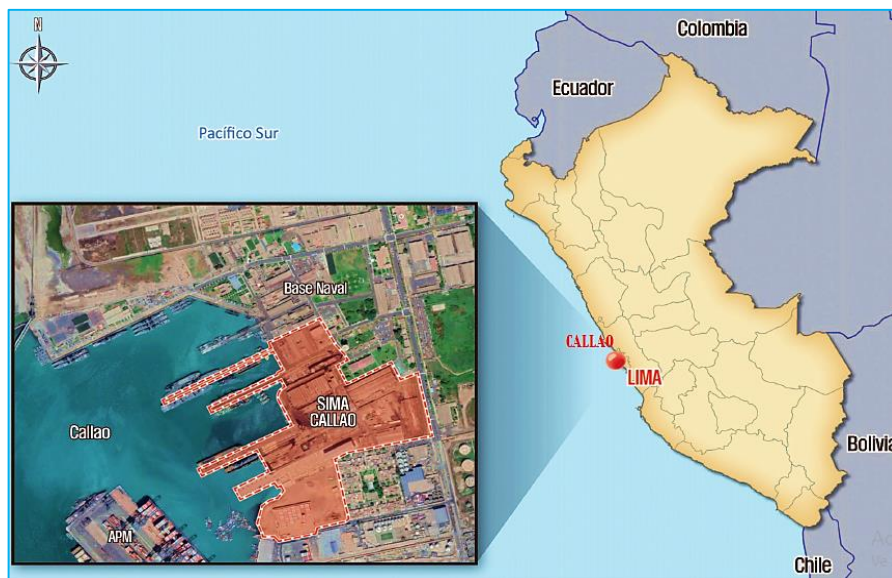 N
Colombia
Ecuador
Pacífico Sur
Base Naval
CALLAO
LIMA
SIMA
CALLAO
Callao
Bolivia
APM
Chile